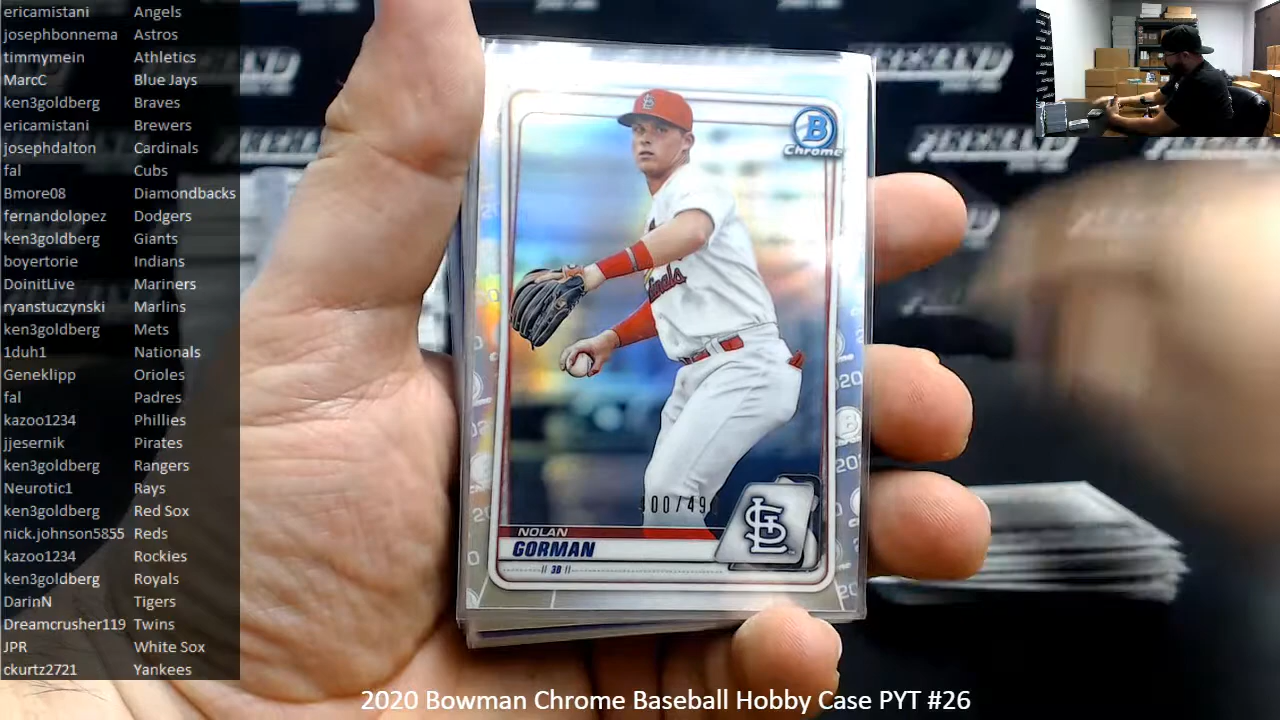 ericamistani Angels
josephbonnema Astros
timmymein Athletics
MarcC Blue Jays
ken3goldberg Braves
ericamistani Brewers
josephdalton Cardinals
fal Cubs
Bmore08 Diamondbacks
fernandolopez Dodgers
ken3goldberg Giants
boyertorie Indians
DoinitLive Mariners
ryanstuczynski Marlins
ken3goldberg Mets
1duh1 Nationals
Geneklipp Orioles
fal Padres
kazoo1234 Phillies
jjesernik Pirates
ken3goldberg Rangers
Neurotic1 Rays
ken3goldberg Red Sox
nick.johnson5855 Reds
kazoo1234 Rockies
ken3goldberg Royals
DarinN Tigers
Dreamcrusher119 Twins
JPR White Sox
ckurtz2721 Yankees
B
Chrome
NOLAN
GORMAN
3B
2020 Bowman Chrome Baseball Hobby Case PYT #26